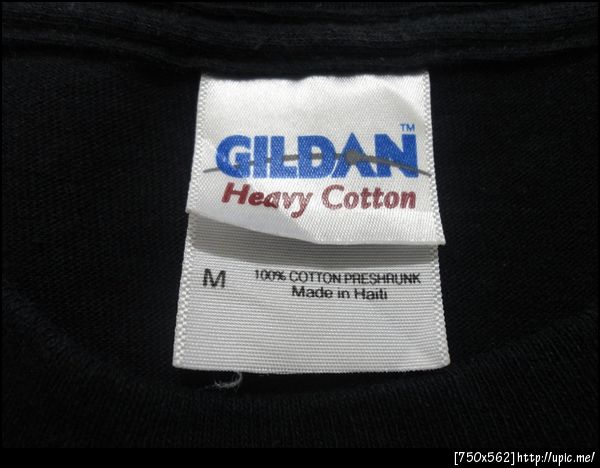 GILDAN™
Heavy Cotton
M 100% COTTON PRESHRUNK
Made in Haiti
[750x562]http://upic.me/